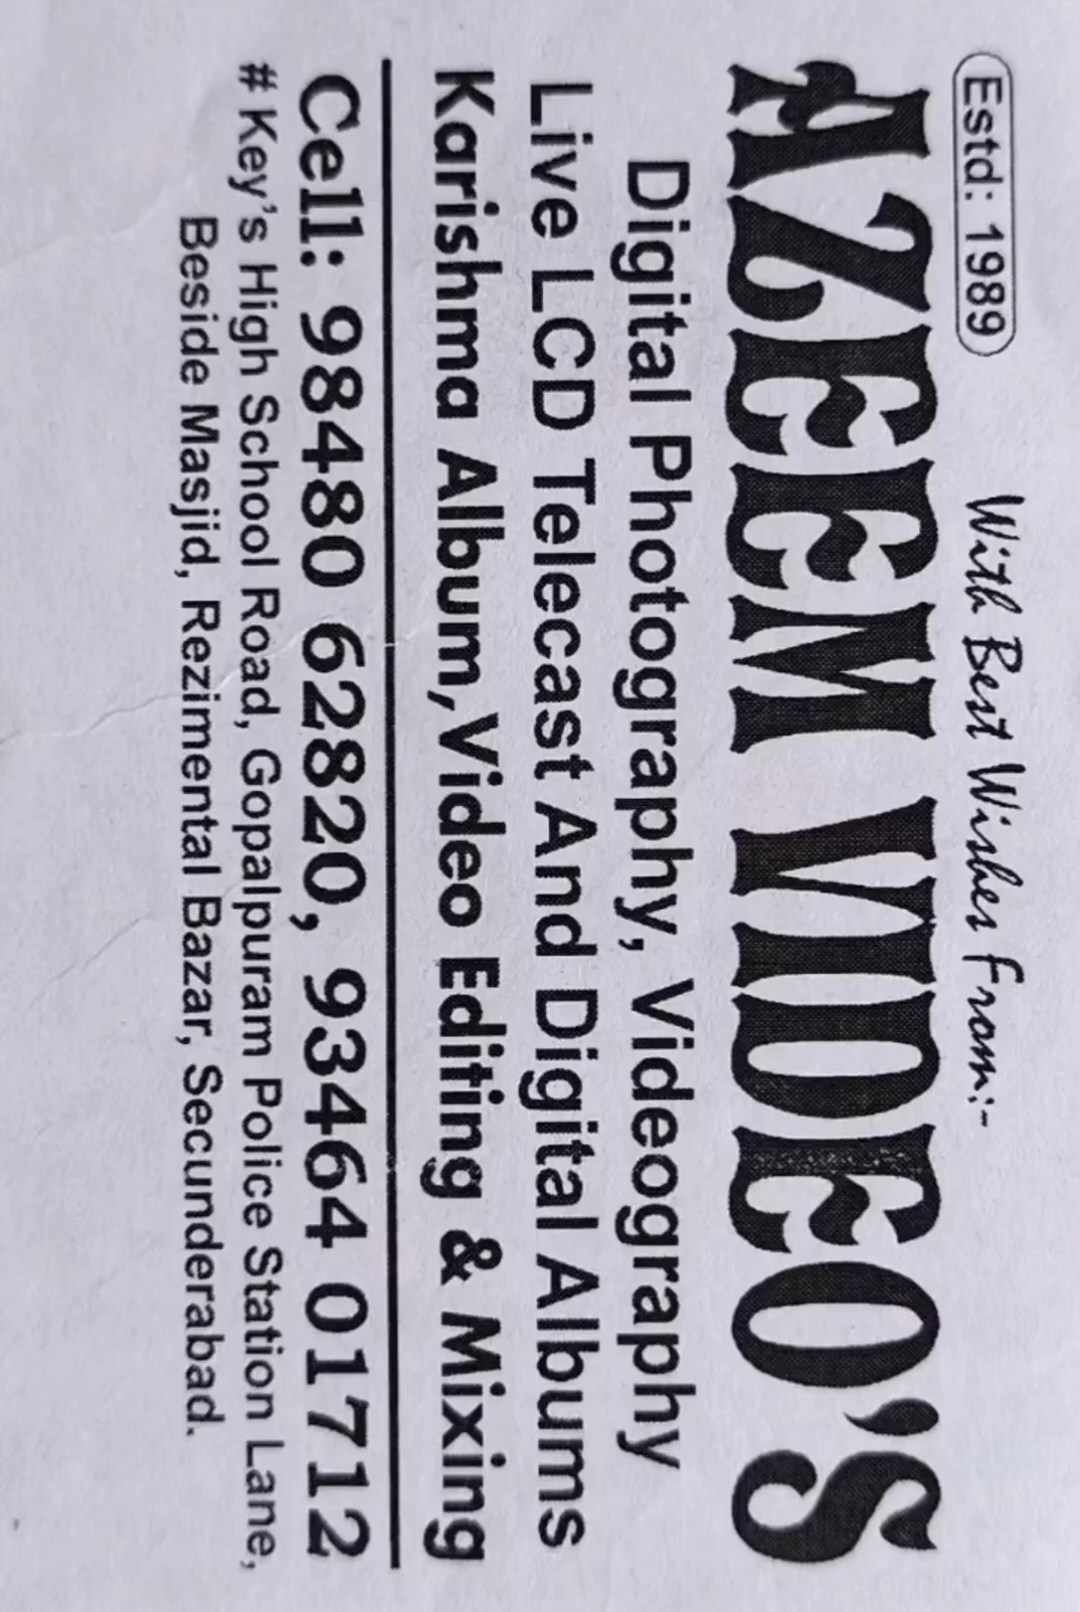 Estd: 1989
With Best Wishes From:-
AZEEM VIDEO'S
Digital Photography, Videography
Live LCD Telecast And Digital Albums
Karishma Album,Video Editing & Mixing
Cell: 98480 62820, 93464 01712
# Key's High School Road, Gopalpuram Police Station Lane,
Beside Masjid, Rezimental Bazar, Secunderabad.